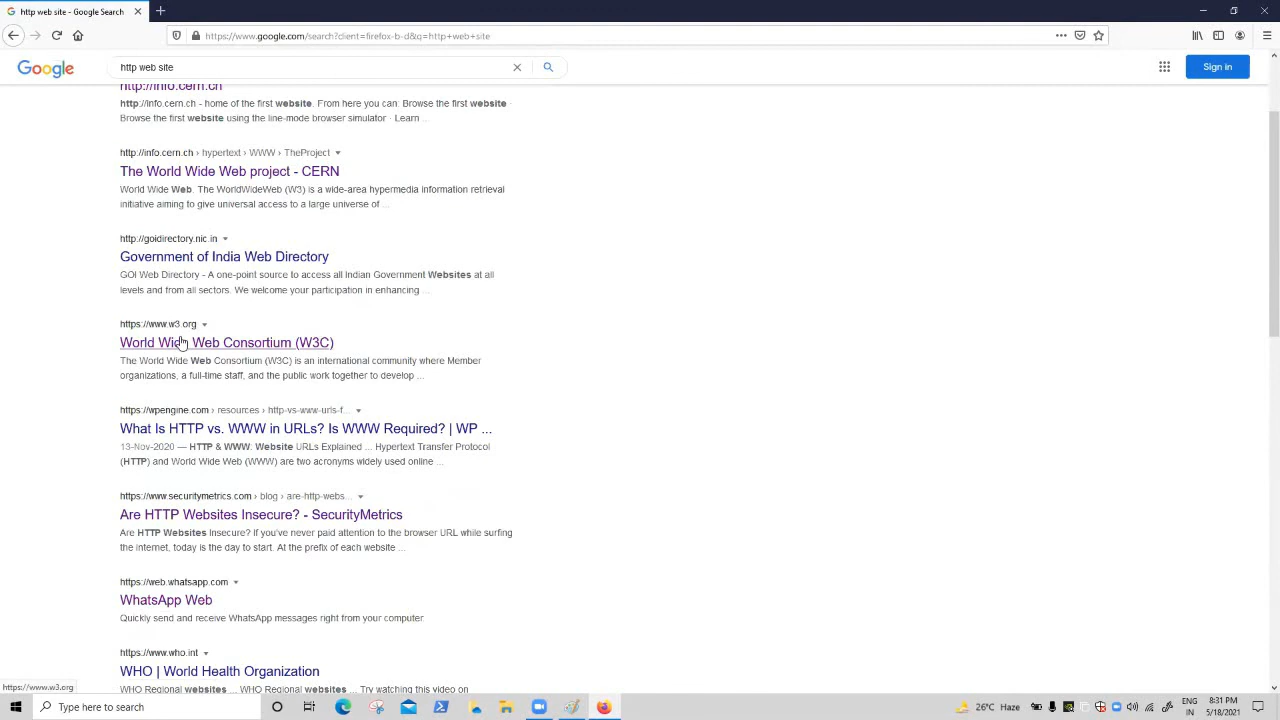 http web site - Google Search
https://www.google.com/search?client=firefox-b-d&q=http+web+site
Google
http web site
Sign in
http://info.cern.ch
http://info.cern.ch - home of the first website. From here you can: Browse the first website ·
Browse the first website using the line-mode browser simulator · Learn ...
http://info.cern.ch › hypertext › WWW › TheProject
The World Wide Web project - CERN
World Wide Web. The WorldWideWeb (W3) is a wide-area hypermedia information retrieval
initiative aiming to give universal access to a large universe of ...
http://goidirectory.nic.in
Government of India Web Directory
GOI Web Directory - A one-point source to access all Indian Government Websites at all
levels and from all sectors. We welcome your participation in enhancing ...
https://www.w3.org
World Wide Web Consortium (W3C)
The World Wide Web Consortium (W3C) is an international community where Member
organizations, a full-time staff, and the public work together to develop ...
https://wpengine.com › resources › http-vs-www-urls-f...
What Is HTTP vs. WWW in URLs? Is WWW Required? | WP ...
13-Nov-2020 — HTTP & WWW: Website URLs Explained ... Hypertext Transfer Protocol
(HTTP) and World Wide Web (WWW) are two acronyms widely used online ...
https://www.securitymetrics.com › blog › are-http-webs...
Are HTTP Websites Insecure? - SecurityMetrics
Are HTTP Websites Insecure? If you've never paid attention to the browser URL while surfing
the internet, today is the day to start. At the prefix of each website ...
https://web.whatsapp.com
WhatsApp Web
Quickly send and receive WhatsApp messages right from your computer.
https://www.who.int
WHO | World Health Organization
WHO Regional websites ... WHO Regional websites ... Try watching this video on
https://www.w3.org
Type here to search
26°C Haze
IN
8:31 PM
5/18/2021